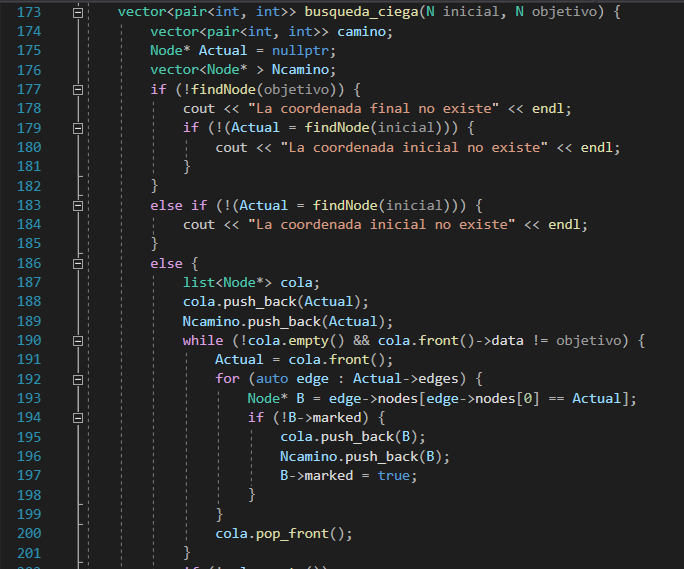 173 vector<pair<int, int>> busqueda_ciega(N inicial, N objetivo) {
174 vector<pair<int, int>> camino;
175 Node* Actual = nullptr;
176 vector<Node* > Ncamino;
177 if (!findNode(objetivo)) {
178 cout << "La coordenada final no existe" << endl;
179 if (!(Actual = findNode(inicial))) {
180 cout << "La coordenada inicial no existe" << endl;
181 }
182 }
183 else if (!(Actual = findNode(inicial))) {
184 cout << "La coordenada inicial no existe" << endl;
185 }
186 else {
187 list<Node*> cola;
188 cola.push_back(Actual);
189 Ncamino.push_back(Actual);
190 while (!cola.empty() && cola.front()->data != objetivo) {
191 Actual = cola.front();
192 for (auto edge : Actual->edges) {
193 Node* B = edge->nodes[edge->nodes[0] == Actual];
194 if (!B->marked) {
195 cola.push_back(B);
196 Ncamino.push_back(B);
197 B->marked = true;
198 }
199 }
200 cola.pop_front();
201 }